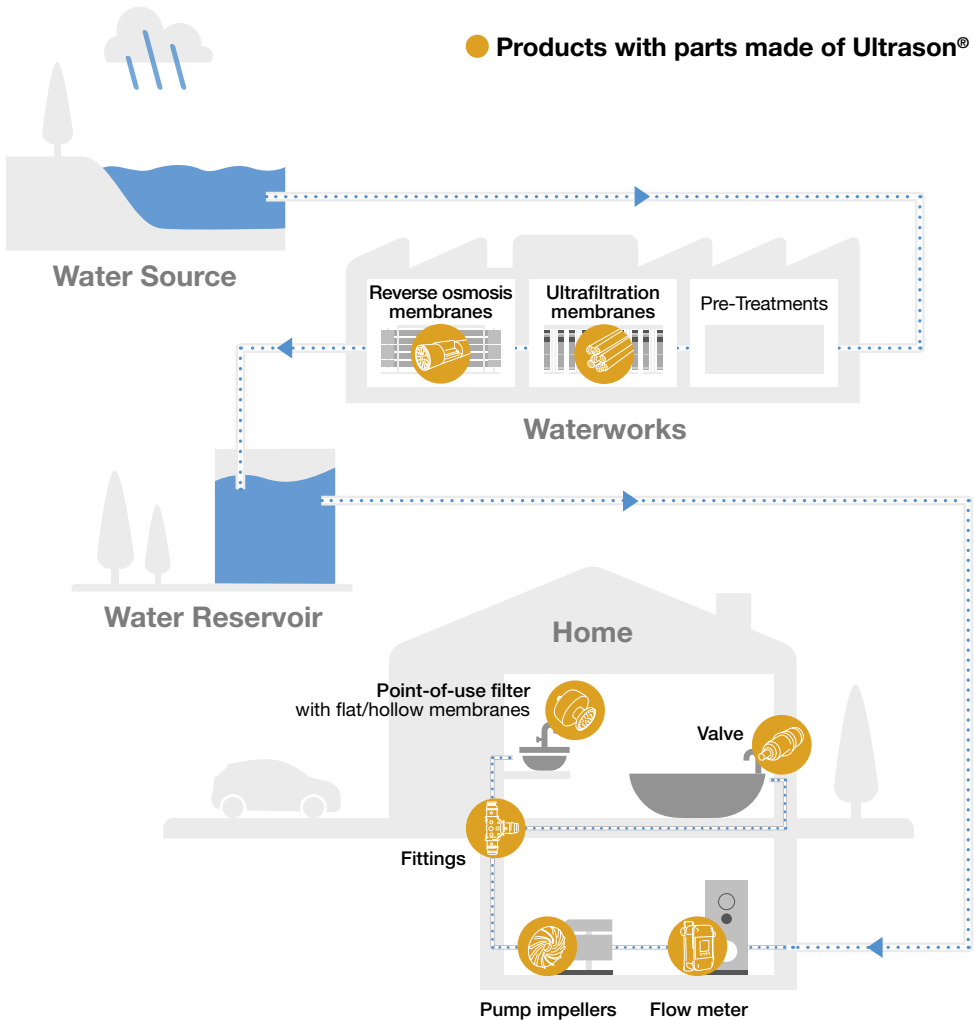 Products with parts made of Ultrason®
Water Source
Reverse osmosis
membranes
Ultrafiltration
membranes
Pre-Treatments
Waterworks
Water Reservoir
Home
Point-of-use filter
with flat/hollow membranes
Valve
Fittings
Pump impellers
Flow meter